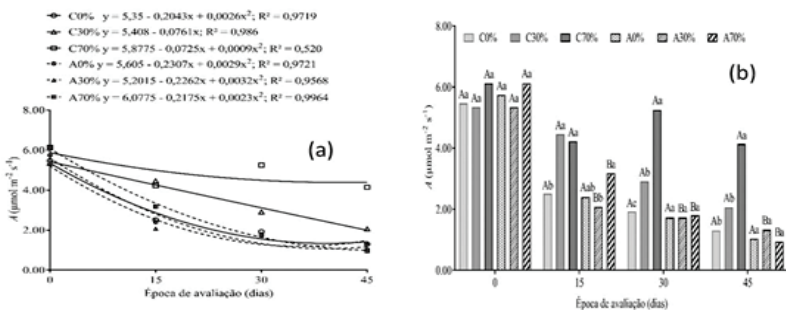 C0% y = 5,35 - 0,2043x + 0,0026x²; R² = 0,9719
C30% y = 5,408 - 0,0761x; R² = 0,986
C70% y = 5,8775 - 0,0725x + 0,0009x²; R² = 0,520
A0% y = 5,605 - 0,2307x + 0,0029x²; R² = 0,9721
A30% y = 5,2015 - 0,2262x + 0,0032x²; R² = 0,9568
A70% y = 6,0775 - 0,2175x + 0,0023x²; R² = 0,9964
8.00
6.00
4.00
2.00
0.00
A (µmol m⁻² s⁻¹)
(a)
0 15 30 45
Época de avaliação (dias)
C0% C30% C70% A0% A30% A70%
(b)
8.00
6.00
4.00
2.00
0.00
A (µmol m⁻² s⁻¹)
Aa Aa Aa Aa Aa Aa
Ab Aa Aa Aab Bb Ba
Ac Ab Aa Aa Ba Ba
Ab Ab Aa Aa Ba Ba
0 15 30 45
Época de avaliação (dias)